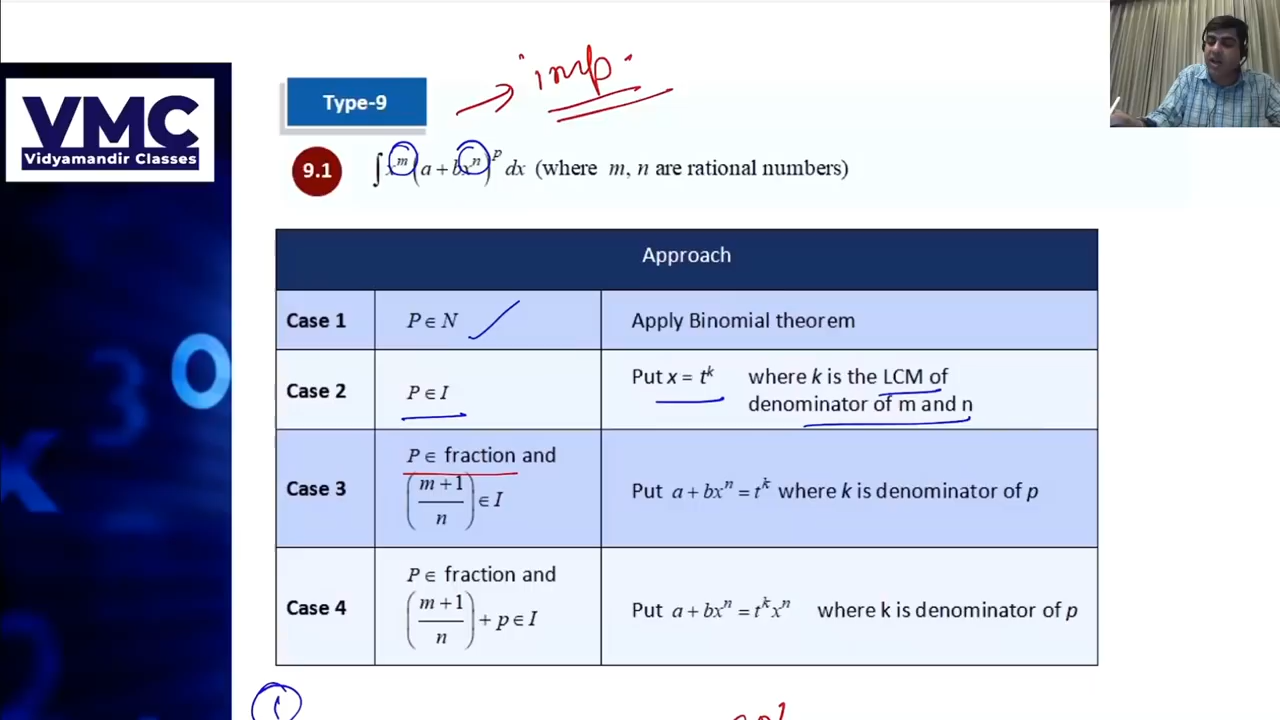 → imp.
VMC
Vidyamandir Classes
Type-9
9.1 ∫ x^m (a + bx^n)^p dx (where m, n are rational numbers)
Approach
Case 1 P ∈ N Apply Binomial theorem
Case 2 P ∈ I Put x = t^k where k is the LCM of
denominator of m and n
Case 3 P ∈ fraction and
((m+1)/n) ∈ I Put a + bx^n = t^k where k is denominator of p
Case 4 P ∈ fraction and
((m+1)/n) + p ∈ I Put a + bx^n = t^k x^n where k is denominator of p
①